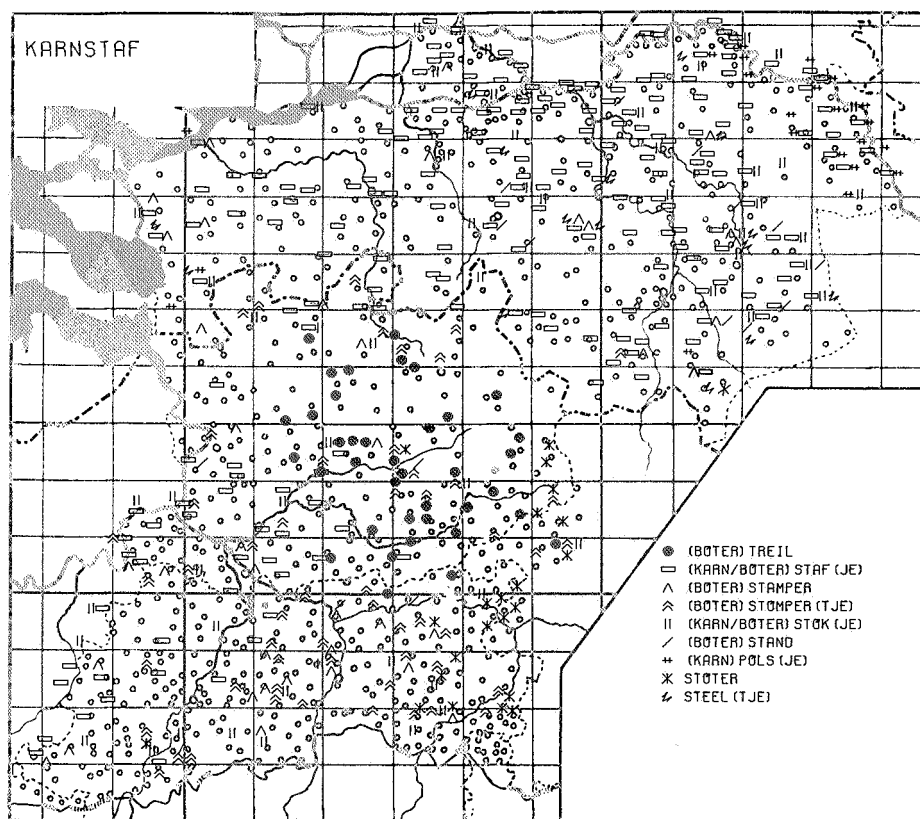 KARNSTAF
(BOTER) TREIL
(KARN/BOTER) STAF (JE)
(BOTER) STAMPER
(BOTER) STOMPER (TJE)
(KARN/BOTER) STOK (JE)
(BOTER) STAND
(KARN) POLS (JE)
STOTER
STEEL (TJE)